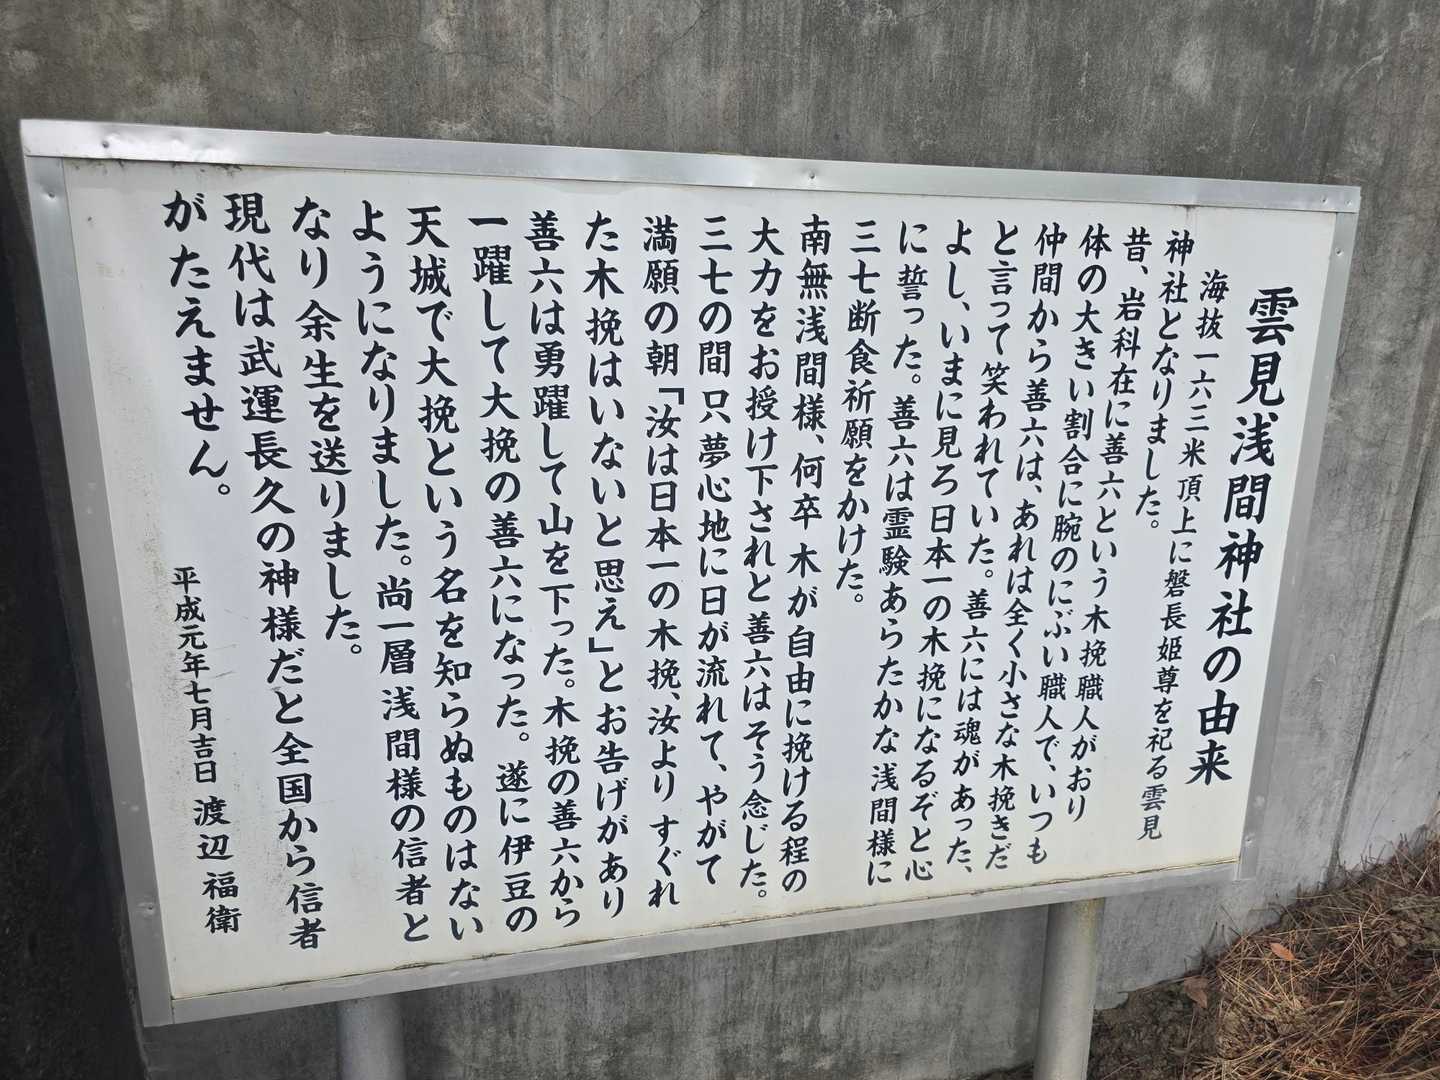 雲見浅間神社の由来
海抜一六三米頂上に磐長姫尊を祀る雲見
神社となりました。
昔、岩科在に善六という木挽職人がおり
体の大きい割合に腕のにぶい職人で、いつも
仲間から善六は、あれは全く小さな木挽きだ
と言って笑われていた。善六には魂があった、
よし、いまに見ろ日本一の木挽になるぞと心
に誓った。善六は霊験あらたかな浅間様に
三七断食祈願をかけた。
南無浅間様、何卒木が自由に挽ける程の
大力をお授け下されと善六はそう念じた。
三七の間只夢心地に日が流れて、やがて
満願の朝「汝は日本一の木挽、汝よりすぐれ
た木挽はいないと思え」とお告げがあり
善六は勇躍して山を下った。木挽の善六から
一躍して大挽の善六になった。遂に伊豆の
天城で大挽という名を知らぬものはない
ようになりました。尚一層浅間様の信者と
なり余生を送りました。
現代は武運長久の神様だと全国から信者
がたえません。
平成元年七月吉日 渡辺福衛